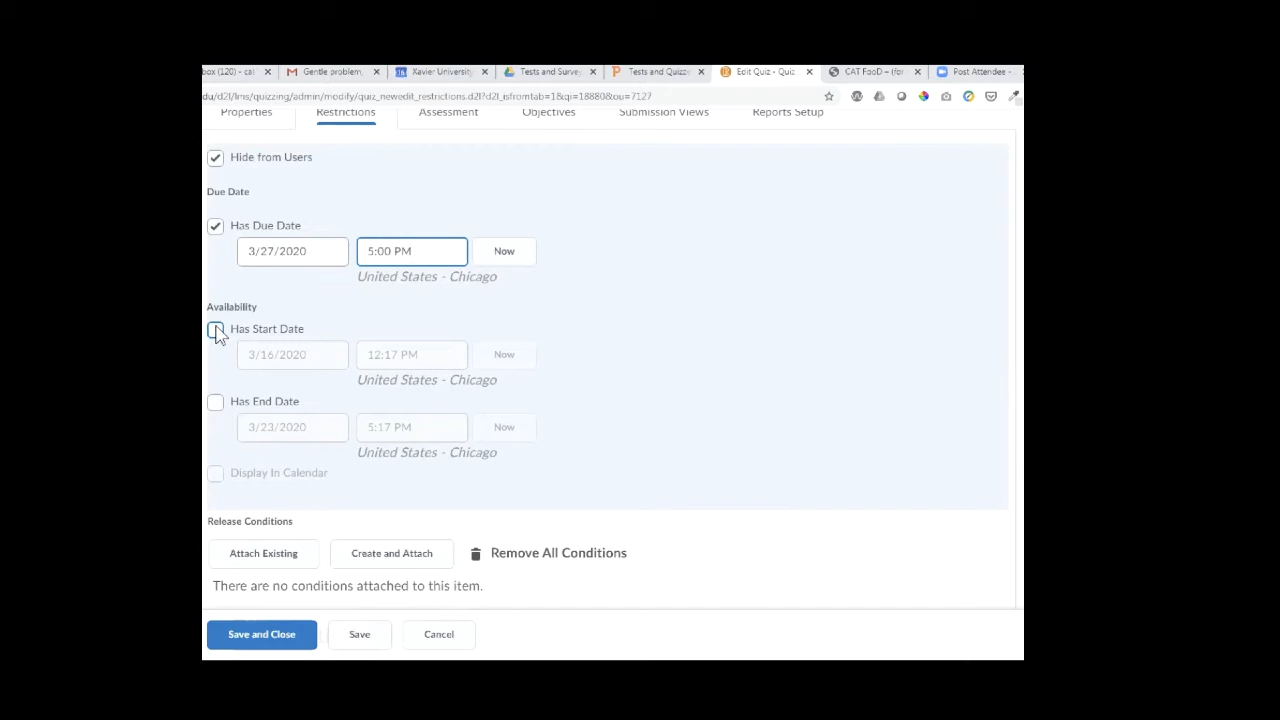 box (120) - cal
Gentle problem,
Xavier University
Tests and Survey
Tests and Quizze
Edit Quiz - Quiz
CAT FooD – (for
Post Attendee -
du/d2l/lms/quizzing/admin/modify/quiz_newedit_restrictions.d2l?d2l_isfromtab=1&qi=18880&ou=7127
Properties
Restrictions
Assessment
Objectives
Submission Views
Reports Setup
Hide from Users
Due Date
Has Due Date
3/27/2020
5:00 PM
Now
United States - Chicago
Availability
Has Start Date
3/16/2020
12:17 PM
Now
United States - Chicago
Has End Date
3/23/2020
5:17 PM
Now
United States - Chicago
Display In Calendar
Release Conditions
Attach Existing
Create and Attach
Remove All Conditions
There are no conditions attached to this item.
Save and Close
Save
Cancel